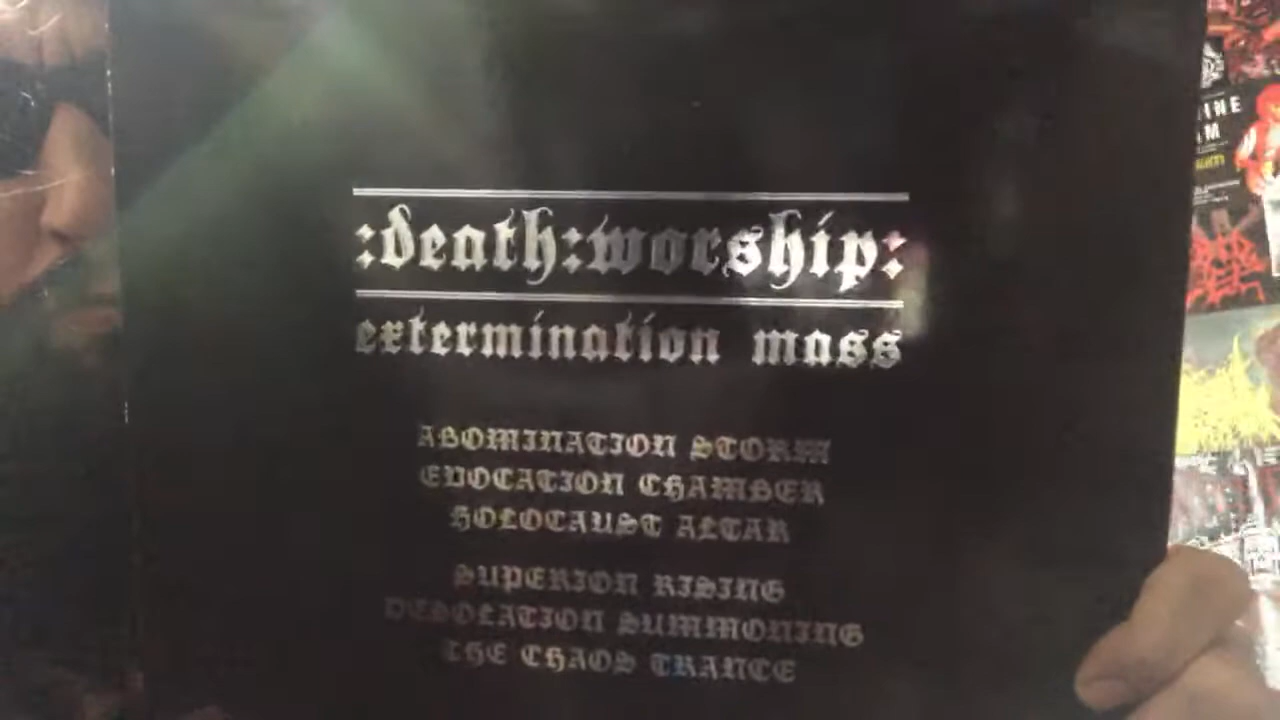 :death:worship:
extermination mass
ABOMINATION STORM
EVOCATION CHAMBER
HOLOCAUST ALTAR
SUPERION RISING
DESOLATION SUMMONING
THE CHAOS TRANCE